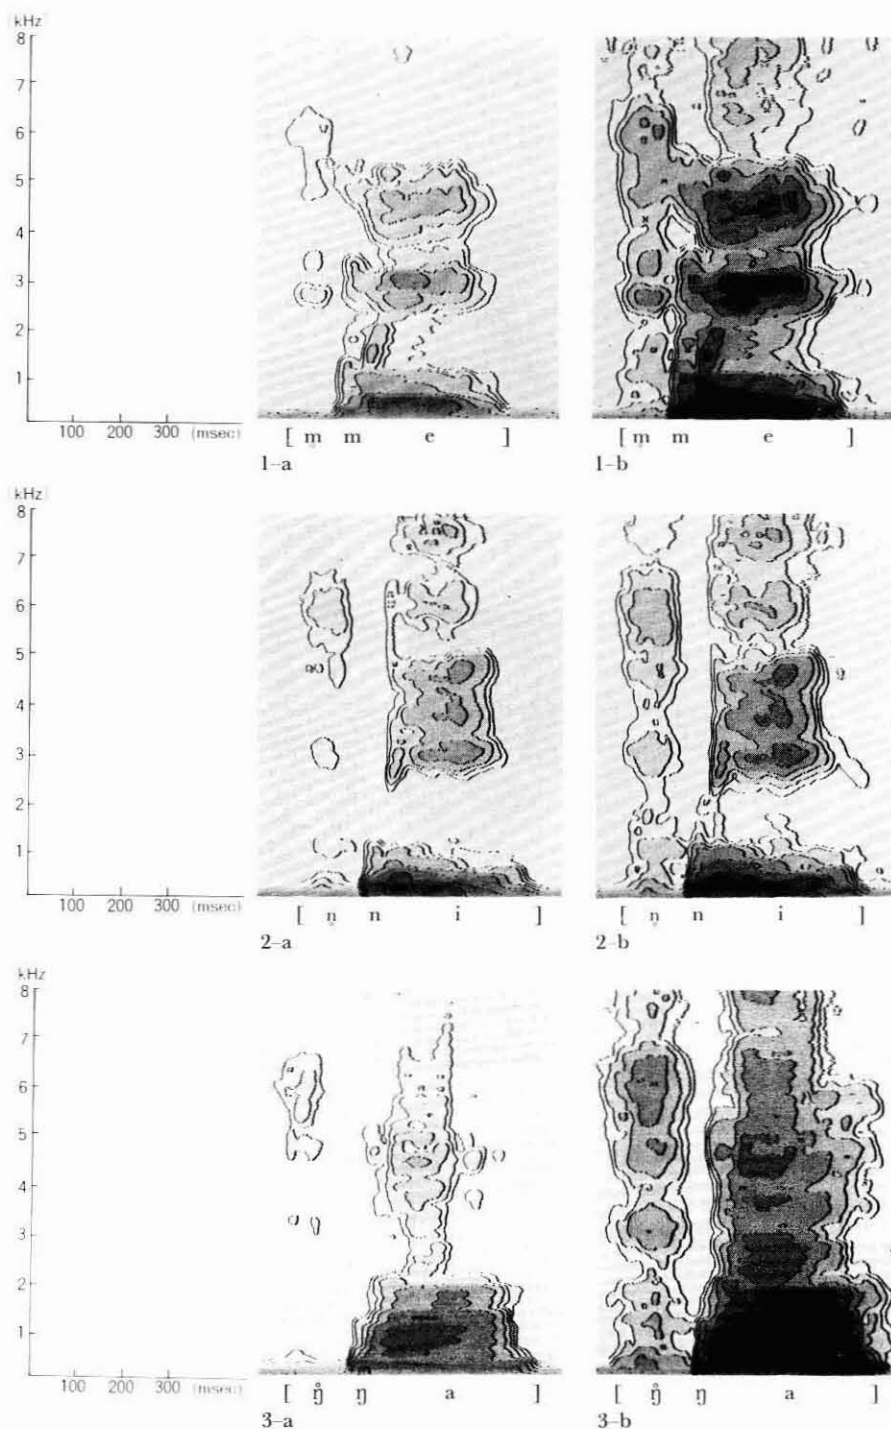 (kHz)
8
7
6
5
4
3
2
1
100 200 300 (msec)
[ m̥ m e ]
1-a
[ m̥ m e ]
1-b
(kHz)
8
7
6
5
4
3
2
1
100 200 300 (msec)
[ n̥ n i ]
2-a
[ n̥ n i ]
2-b
kHz
8
7
6
5
4
3
2
1
100 200 300 (msec)
[ ŋ̊ ŋ a ]
3-a
[ ŋ̊ ŋ a ]
3-b